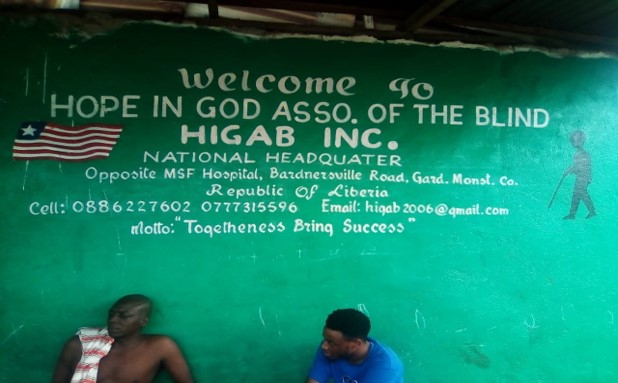 Welcome To
HOPE IN GOD ASSO. OF THE BLIND
HIGAB INC.
NATIONAL HEADQUATER
Opposite MSF Hospital, Bardnersville Road, Gard. Monst. Co.
Republic Of Liberia
Cell: 0886227602 0777315596 Email: higab2006@gmail.com
Motto: "Togetheness Bring Success"